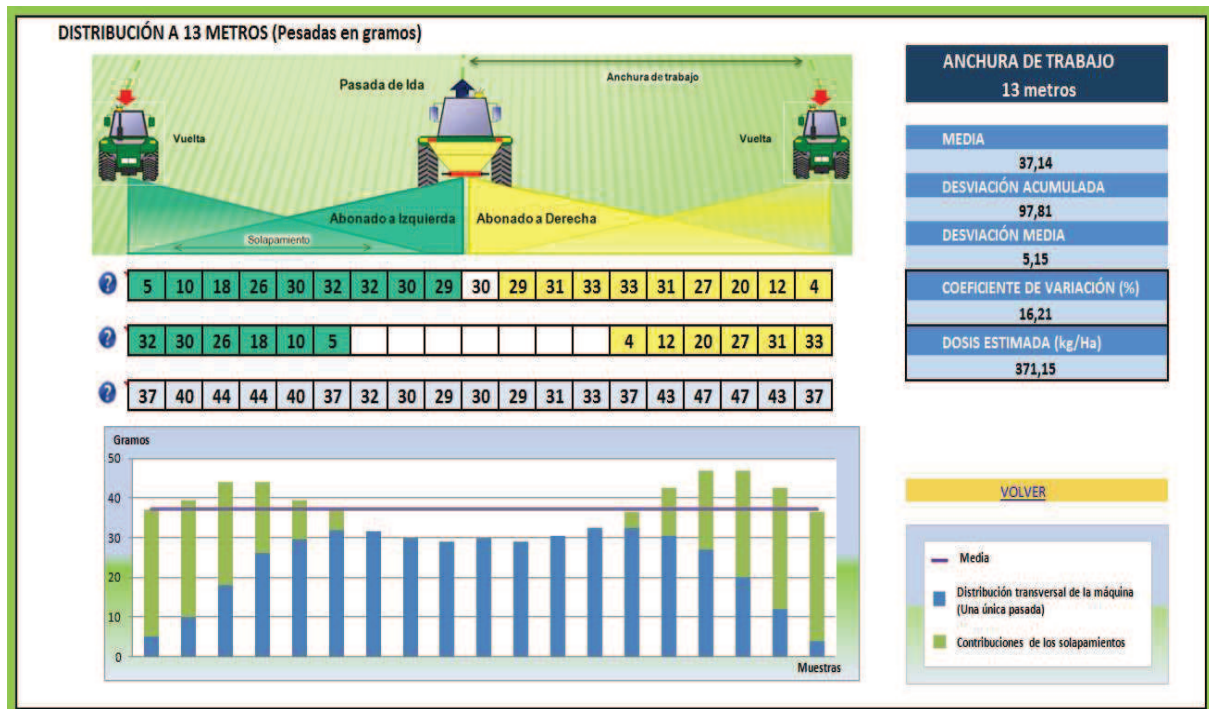 DISTRIBUCIÓN A 13 METROS (Pesadas en gramos)
Pasada de Ida
Anchura de trabajo
Vuelta
Vuelta
Abonado a Izquierda
Abonado a Derecha
Solapamiento
? 5 10 18 26 30 32 32 30 29 30 29 31 33 33 31 27 20 12 4
? 32 30 26 18 10 5 4 12 20 27 31 33
? 37 40 44 44 40 37 32 30 29 30 29 31 33 37 43 47 47 43 37
Gramos
50
40
30
20
10
0
Muestras
ANCHURA DE TRABAJO
13 metros
MEDIA
37,14
DESVIACIÓN ACUMULADA
97,81
DESVIACIÓN MEDIA
5,15
COEFICIENTE DE VARIACIÓN (%)
16,21
DOSIS ESTIMADA (kg/Ha)
371,15
VOLVER
Media
Distribución transversal de la máquina
(Una única pasada)
Contribuciones de los solapamientos